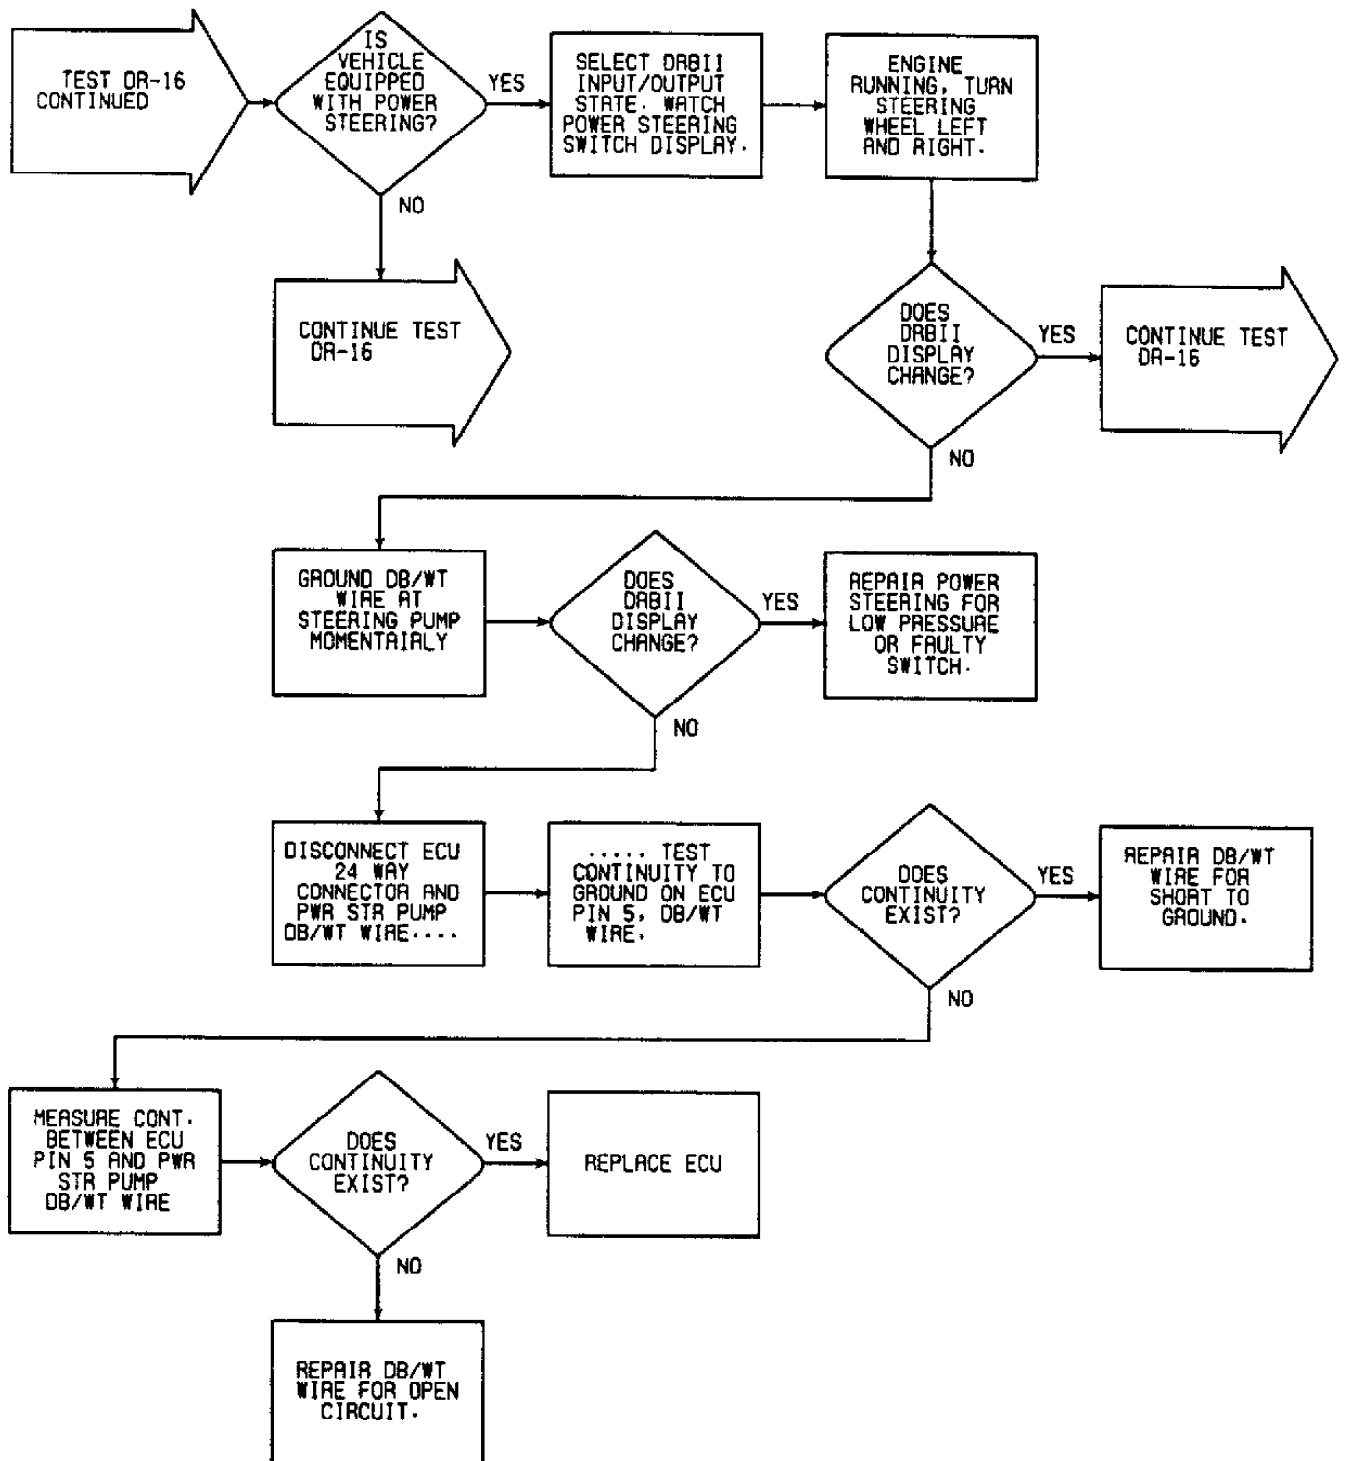 TEST DR-16
CONTINUED
IS
VEHICLE
EQUIPPED
WITH POWER
STEERING?
YES
NO
SELECT DRBII
INPUT/OUTPUT
STATE. WATCH
POWER STEERING
SWITCH DISPLAY.
ENGINE
RUNNING, TURN
STEERING
WHEEL LEFT
AND RIGHT.
CONTINUE TEST
DR-16
DOES
DRBII
DISPLAY
CHANGE?
YES
NO
CONTINUE TEST
DR-16
GROUND DB/WT
WIRE AT
STEERING PUMP
MOMENTAIRLY
DOES
DRBII
DISPLAY
CHANGE?
YES
NO
REPAIR POWER
STEERING FOR
LOW PRESSURE
OR FAULTY
SWITCH.
DISCONNECT ECU
24 WAY
CONNECTOR AND
PWR STR PUMP
DB/WT WIRE....
..... TEST
CONTINUITY TO
GROUND ON ECU
PIN 5, DB/WT
WIRE.
DOES
CONTINUITY
EXIST?
YES
NO
REPAIR DB/WT
WIRE FOR
SHORT TO
GROUND.
MEASURE CONT.
BETWEEN ECU
PIN 5 AND PWR
STR PUMP
DB/WT WIRE
DOES
CONTINUITY
EXIST?
YES
NO
REPLACE ECU
REPAIR DB/WT
WIRE FOR OPEN
CIRCUIT.